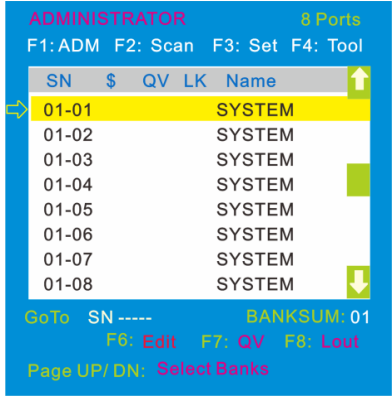 ADMINISTRATOR 8 Ports
F1: ADM F2: Scan F3: Set F4: Tool
SN $ QV LK Name
01-01 SYSTEM
01-02 SYSTEM
01-03 SYSTEM
01-04 SYSTEM
01-05 SYSTEM
01-06 SYSTEM
01-07 SYSTEM
01-08 SYSTEM
GoTo SN ----- BANKSUM: 01
F6: Edit F7: QV F8: Lout
Page UP/ DN: Select Banks